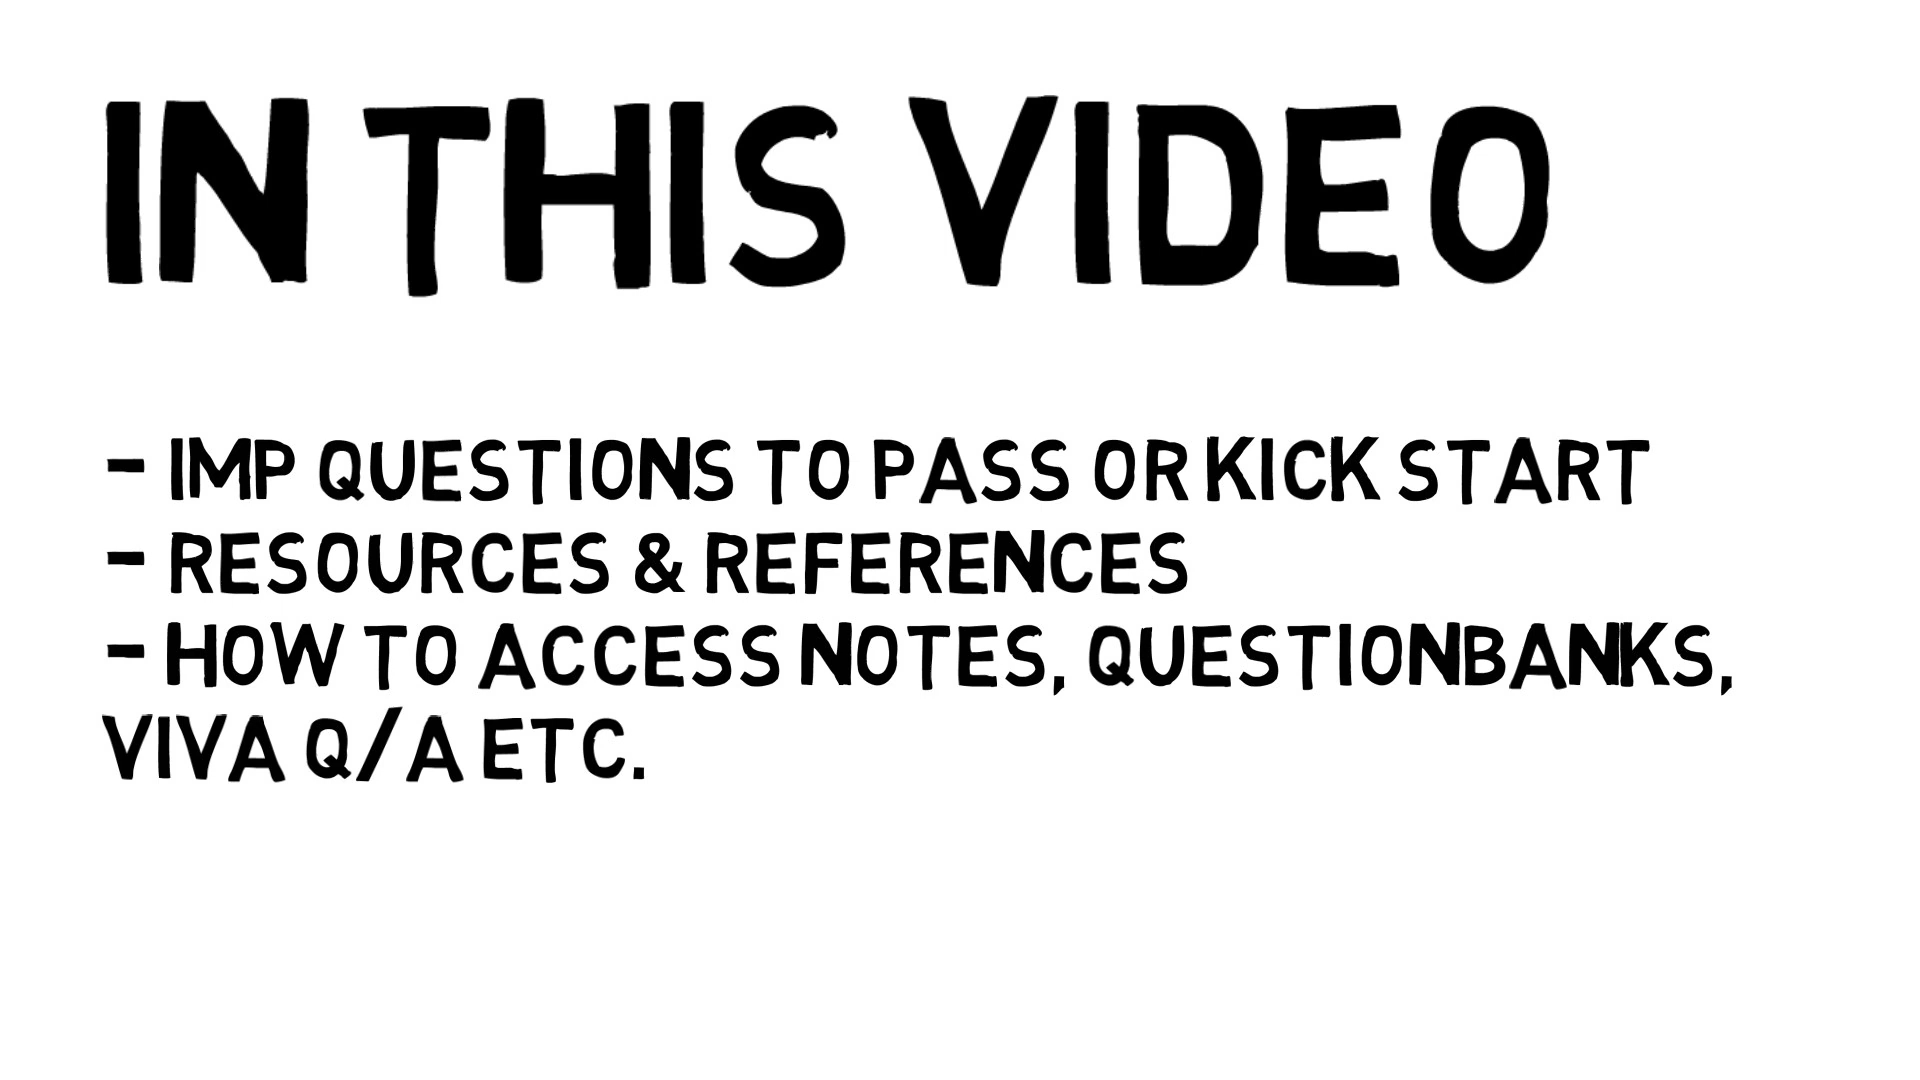 IN THIS VIDEO
- IMP QUESTIONS TO PASS OR KICK START
- RESOURCES & REFERENCES
- HOW TO ACCESS NOTES, QUESTIONBANKS,
VIVA Q/A ETC.